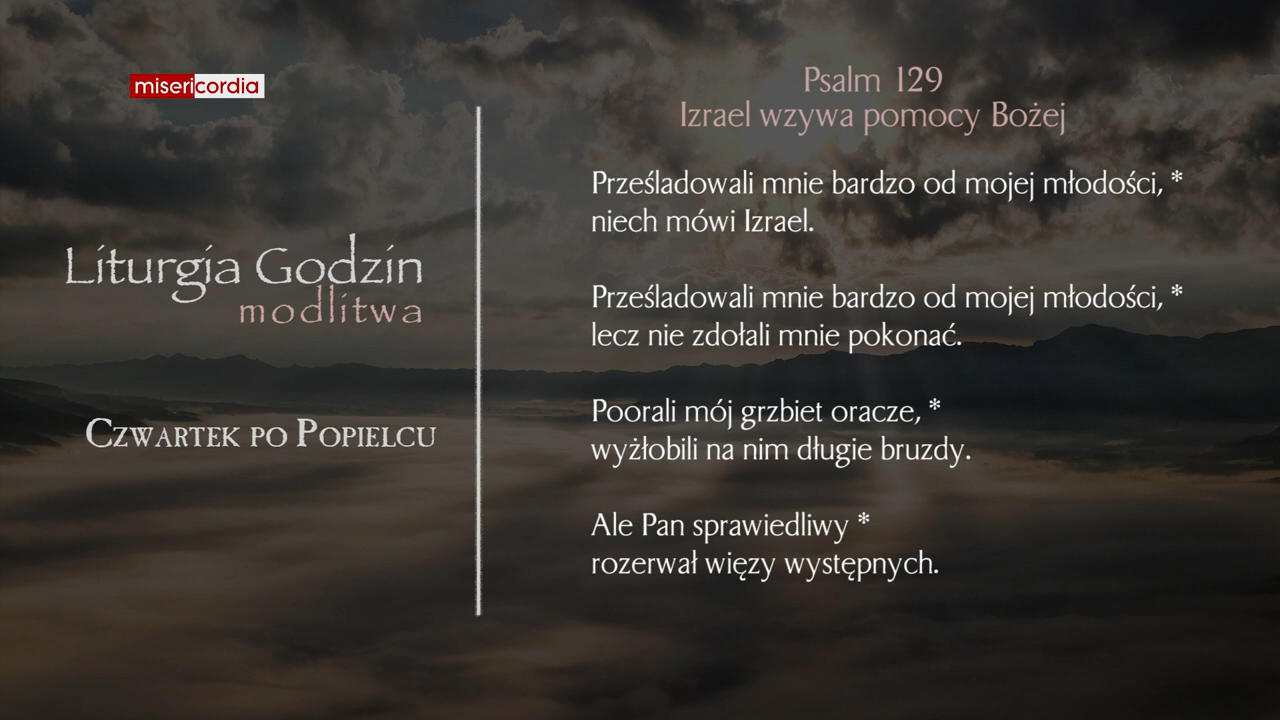 misericordia
Liturgia Godzin
modlitwa
Czwartek po Popielcu
Psalm 129
Izrael wzywa pomocy Bożej
Prześladowali mnie bardzo od mojej młodości, *
niech mówi Izrael.
Prześladowali mnie bardzo od mojej młodości, *
lecz nie zdołali mnie pokonać.
Poorali mój grzbiet oracze, *
wyżłobili na nim długie bruzdy.
Ale Pan sprawiedliwy *
rozerwał więzy występnych.